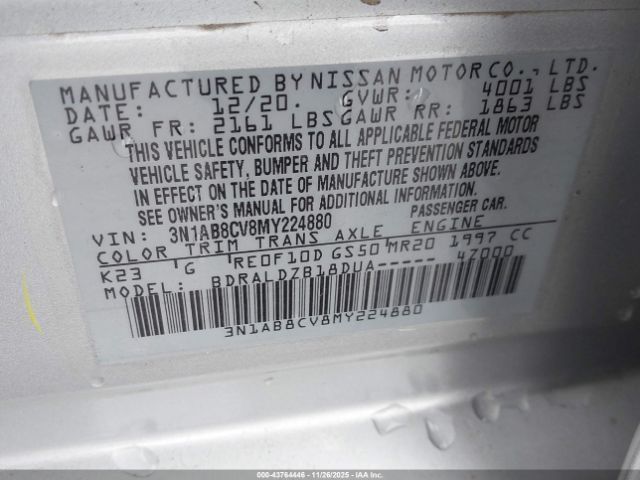 MANUFACTURED BY NISSAN MOTOR CO., LTD.
DATE: 12/20. GVWR: 4001 LBS
GAWR FR: 2161 LBS GAWR RR: 1863 LBS
THIS VEHICLE CONFORMS TO ALL APPLICABLE FEDERAL MOTOR
VEHICLE SAFETY, BUMPER AND THEFT PREVENTION STANDARDS
IN EFFECT ON THE DATE OF MANUFACTURE SHOWN ABOVE.
SEE OWNER'S MANUAL FOR ADDITIONAL INFORMATION.
VIN: 3N1AB8CV8MY224880 PASSENGER CAR.
COLOR TRIM TRANS AXLE ENGINE
K23 G RE0F10D GS50 MR20 1997 CC
MODEL: BDRALDZB18DUA----- 47000
3N1AB8CV8MY224880
000-43764446 - 11/26/2025 - IAAI.COM